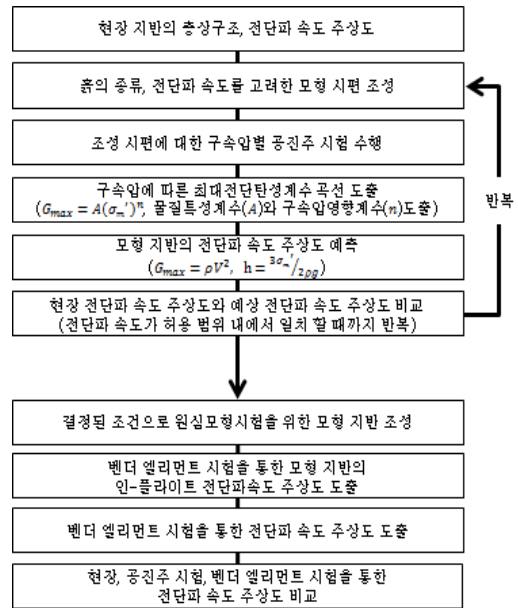 현장 지반의 층상구조, 전단파 속도 주상도
흙의 종류, 전단파 속도를 고려한 모형 시편 조성
조성 시편에 대한 구속압별 공진주 시험 수행
구속압에 따른 최대전단탄성계수 곡선 도출
(G_max = A(σ_m')^n, 물질특성계수(A)와 구속압영향계수(n)도출)
모형 지반의 전단파 속도 주상도 예측
(G_max = ρV², h = 3σ_m'/2ρg)
현장 전단파 속도 주상도와 예상 전단파 속도 주상도 비교
(전단파 속도가 허용 범위 내에서 일치 할 때까지 반복)
반복
결정된 조건으로 원심모형시험을 위한 모형 지반 조성
벤더 엘리먼트 시험을 통한 모형 지반의
인-플라이트 전단파속도 주상도 도출
벤더 엘리먼트 시험을 통한 전단파 속도 주상도 도출
현장, 공진주 시험, 벤더 엘리먼트 시험을 통한
전단파 속도 주상도 비교